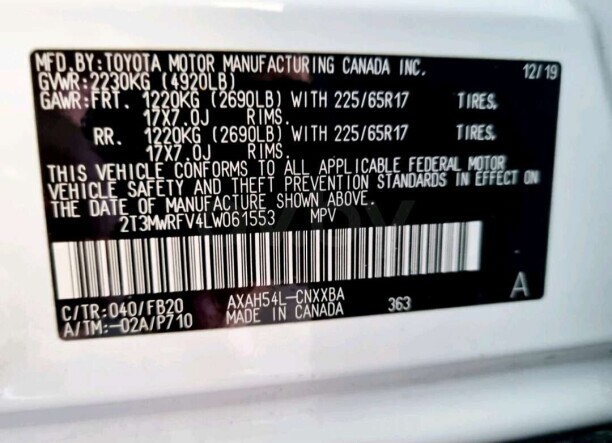 MFD.BY:TOYOTA MOTOR MANUFACTURING CANADA INC. 12/19
GVWR:2230KG (4920LB)
GAWR:FRT. 1220KG (2690LB) WITH 225/65R17 TIRES,
17X7.0J RIMS.
RR. 1220KG (2690LB) WITH 225/65R17 TIRES,
17X7.0J RIMS.
THIS VEHICLE CONFORMS TO ALL APPLICABLE FEDERAL MOTOR
VEHICLE SAFETY AND THEFT PREVENTION STANDARDS IN EFFECT ON
THE DATE OF MANUFACTURE SHOWN ABOVE.
2T3MWRFV4LW061553 MPV
C/TR:040/FB20 AXAH54L-CNXXBA 363 A
A/TM:-02A/P710 MADE IN CANADA